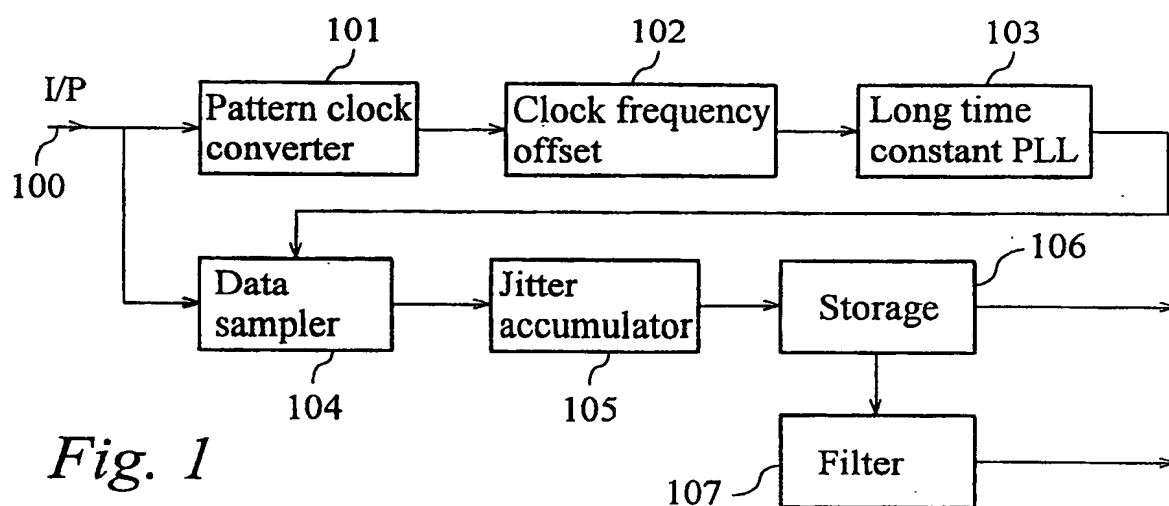 101
102
103
I/P
Pattern clock
converter
Clock frequency
offset
Long time
constant PLL
100
106
Data
sampler
Jitter
accumulator
Storage
104
105
Fig. 1
107
Filter